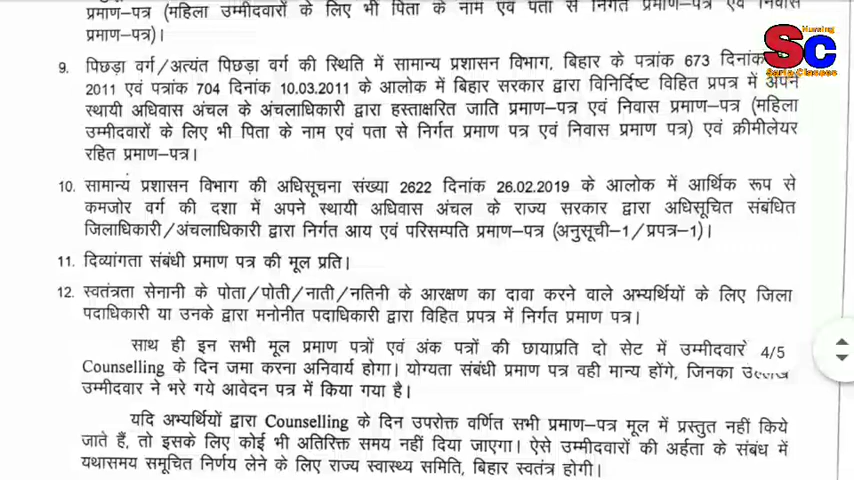 प्रमाण-पत्र (महिला उम्मीदवारों के लिए भी पिता के नाम एवं पता से निर्गत प्रमाण-पत्र एवं निवास
प्रमाण-पत्र)।
9. पिछड़ा वर्ग/अत्यंत पिछड़ा वर्ग की स्थिति में सामान्य प्रशासन विभाग, बिहार के पत्रांक 673 दिनांक
2011 एवं पत्रांक 704 दिनांक 10.03.2011 के आलोक में बिहार सरकार द्वारा विनिर्दिष्ट विहित प्रपत्र में अपने
स्थायी अधिवास अंचल के अंचलाधिकारी द्वारा हस्ताक्षरित जाति प्रमाण-पत्र एवं निवास प्रमाण-पत्र (महिला
उम्मीदवारों के लिए भी पिता के नाम एवं पता से निर्गत प्रमाण पत्र एवं निवास प्रमाण पत्र) एवं क्रीमीलेयर
रहित प्रमाण-पत्र।
10. सामान्य प्रशासन विभाग की अधिसूचना संख्या 2622 दिनांक 26.02.2019 के आलोक में आर्थिक रूप से
कमजोर वर्ग की दशा में अपने स्थायी अधिवास अंचल के राज्य सरकार द्वारा अधिसूचित संबंधित
जिलाधिकारी/अंचलाधिकारी द्वारा निर्गत आय एवं परिसम्पति प्रमाण-पत्र (अनुसूची-1/प्रपत्र-1)।
11. दिव्यांगता संबंधी प्रमाण पत्र की मूल प्रति।
12. स्वतंत्रता सेनानी के पोता/पोती/नाती/नतिनी के आरक्षण का दावा करने वाले अभ्यर्थियों के लिए जिला
पदाधिकारी या उनके द्वारा मनोनीत पदाधिकारी द्वारा विहित प्रपत्र में निर्गत प्रमाण पत्र।
साथ ही इन सभी मूल प्रमाण पत्रों एवं अंक पत्रों की छायाप्रति दो सेट में उम्मीदवारों 4/5
Counselling के दिन जमा करना अनिवार्य होगा। योग्यता संबंधी प्रमाण पत्र वही मान्य होंगे, जिनका उल्लेख
उम्मीदवार ने भरे गये आवेदन पत्र में किया गया है।
यदि अभ्यर्थियों द्वारा Counselling के दिन उपरोक्त वर्णित सभी प्रमाण-पत्र मूल में प्रस्तुत नहीं किये
जाते हैं, तो इसके लिए कोई भी अतिरिक्त समय नहीं दिया जाएगा। ऐसे उम्मीदवारों की अर्हता के संबंध में
यथासमय समूचित निर्णय लेने के लिए राज्य स्वास्थ्य समिति, बिहार स्वतंत्र होगी।
Nursing
SC
Sarla Classes